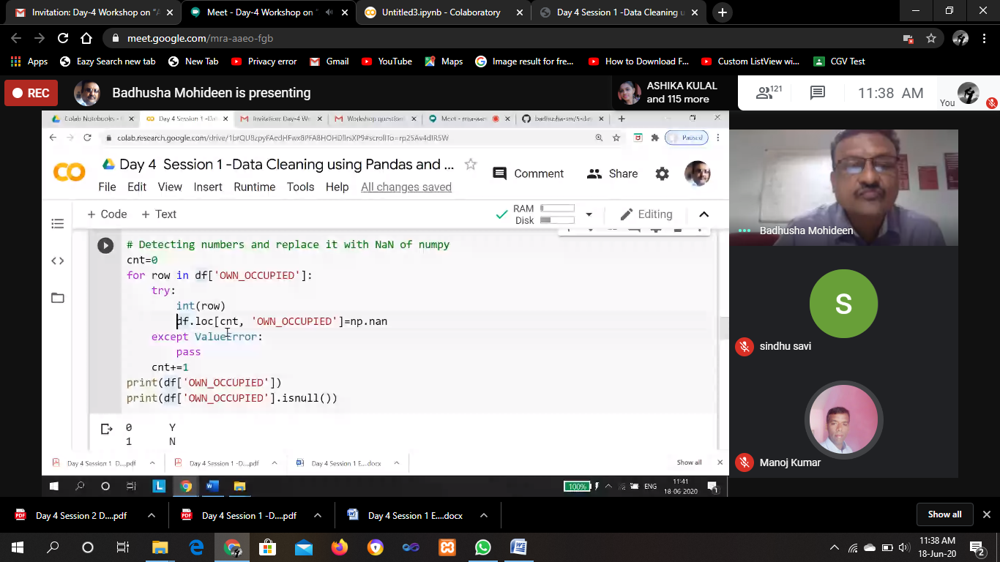 Invitation: Day-4 Workshop on "A
Meet - Day-4 Workshop on "
Untitled3.ipynb - Colaboratory
Day 4 Session 1 -Data Cleaning u
meet.google.com/mra-aaeo-fgb
Apps
Eazy Search new tab
New Tab
Privacy error
Gmail
YouTube
Maps
Image result for fre...
How to Download F...
Custom ListView wi...
CGV Test
REC
Badhusha Mohideen is presenting
ASHIKA KULAL
and 115 more
121
11:38 AM
You
Colab Notebooks -
Day 4 Session 1 -Da
Invitation: Day-4 W
Workshop question
Meet - mra-aae
badhusha-sm/5-da
Paused
Day 4 Session 1 -Data Cleaning using Pandas and ...
Comment
Share
File Edit View Insert Runtime Tools Help All changes saved
+ Code + Text
RAM
Disk
Editing
# Detecting numbers and replace it with NaN of numpy
cnt=0
for row in df['OWN_OCCUPIED']:
try:
int(row)
df.loc[cnt, 'OWN_OCCUPIED']=np.nan
except ValueError:
pass
cnt+=1
print(df['OWN_OCCUPIED'])
print(df['OWN_OCCUPIED'].isnull())
0 Y
1 N
Day 4 Session 1 D....pdf
Day 4 Session 1 -D....pdf
Day 4 Session 1 E....docx
Show all
100%
ENG
11:41
18-06-2020
1
Badhusha Mohideen
S
sindhu savi
Manoj Kumar
Day 4 Session 2 D....pdf
Day 4 Session 1 -D....pdf
Day 4 Session 1 E....docx
Show all
11:38 AM
18-Jun-20
2